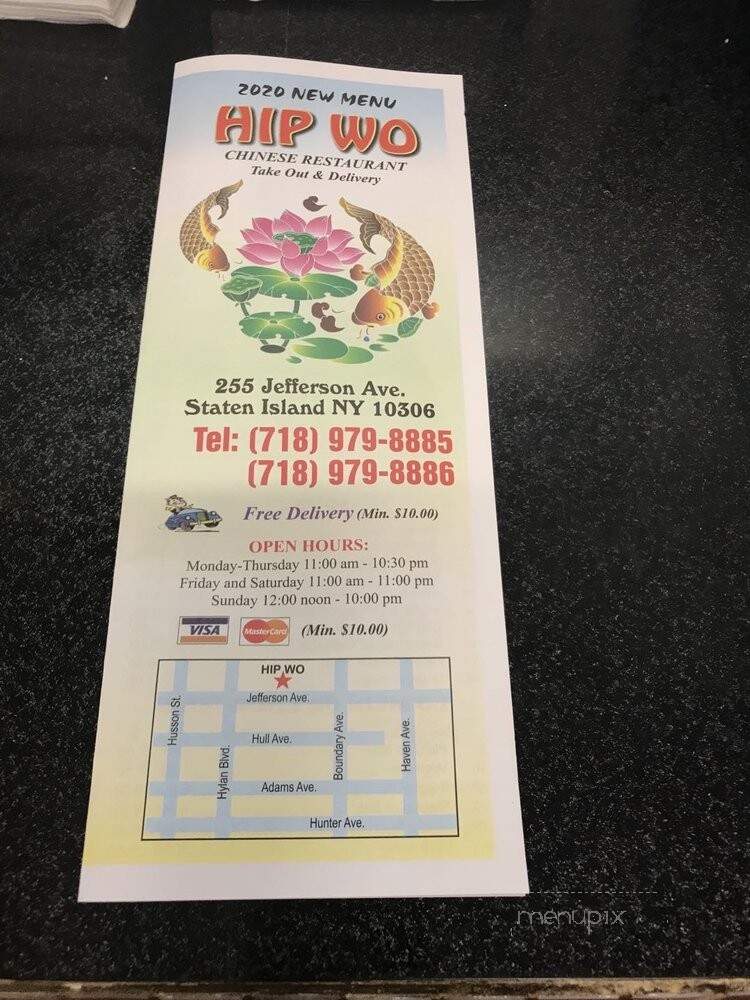 2020 NEW MENU
HIP WO
CHINESE RESTAURANT
Take Out & Delivery
255 Jefferson Ave.
Staten Island NY 10306
Tel: (718) 979-8885
(718) 979-8886
Free Delivery (Min. $10.00)
OPEN HOURS:
Monday-Thursday 11:00 am - 10:30 pm
Friday and Saturday 11:00 am - 11:00 pm
Sunday 12:00 noon - 10:00 pm
VISA MasterCard (Min. $10.00)
HIP WO
Jefferson Ave.
Husson St.
Hull Ave.
Hylan Blvd.
Boundary Ave.
Haven Ave.
Adams Ave.
Hunter Ave.
menupix